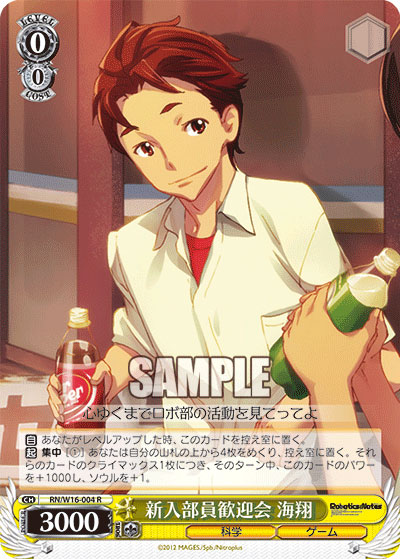 LEVEL
0
0
COST
er
SAMPLE
心ゆくまでロボ部の活動を見てってよ
自 あなたがレベルアップした時、このカードを控え室に置く。
起 集中 [①] あなたは自分の山札の上から4枚をめくり、控え室に置く。それ
らのカードのクライマックス1枚につき、そのターン中、このカードのパワーを
+1000し、ソウルを+1。
CH RN/W16-004 R
Robotics;Notes
3000
新入部員歓迎会 海翔
科学
ゲーム
©2012 MAGES./5pb./Nitroplus